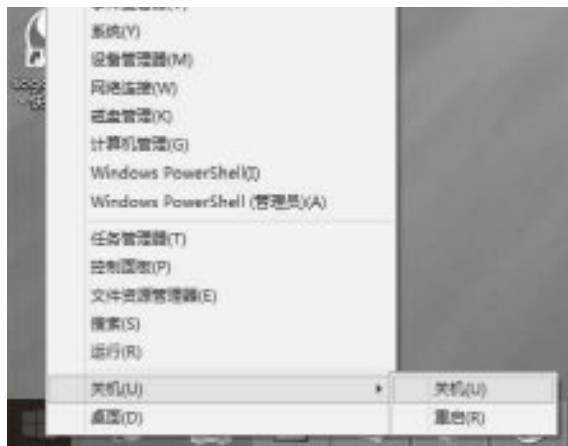 系统(Y)
设备管理器(M)
网络连接(W)
磁盘管理(K)
计算机管理(G)
Windows PowerShell(I)
Windows PowerShell (管理员)(A)
任务管理器(T)
控制面板(P)
文件资源管理器(E)
搜索(S)
运行(R)
关机(U)
关机(U)
桌面(D)
重启(R)